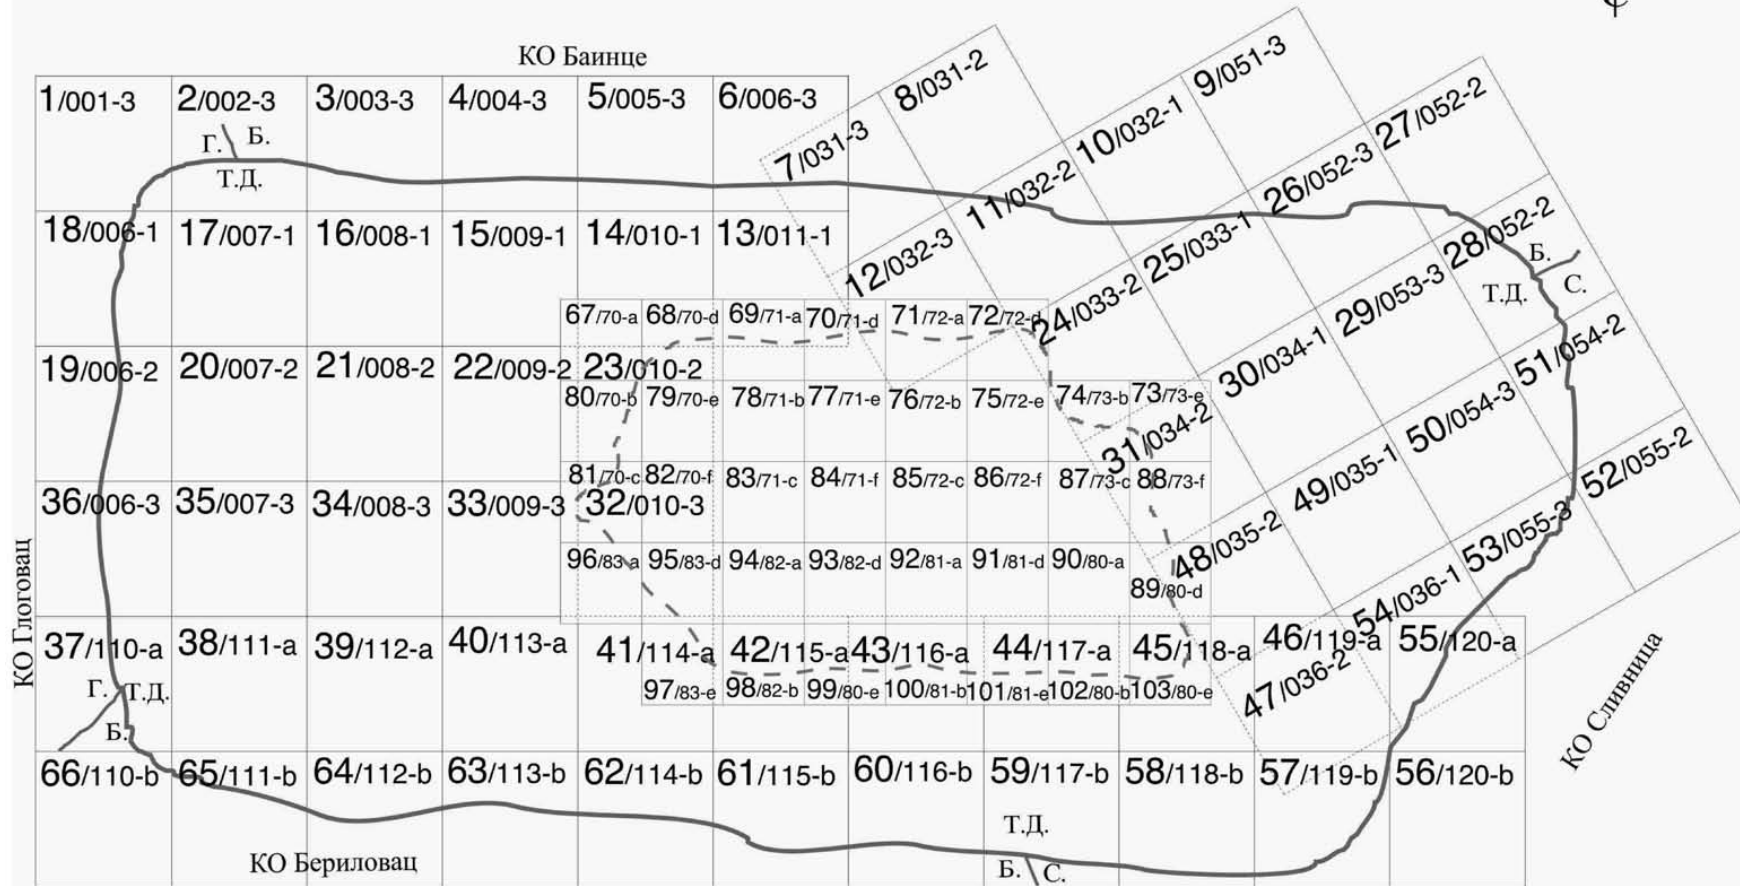 КО Баинце
1/001-3 2/002-3 3/003-3 4/004-3 5/005-3 6/006-3
7/031-3 8/031-2
9/051-3
10/032-1
11/032-2
12/032-3
Г. Б.
Т.Д.
18/006-1 17/007-1 16/008-1 15/009-1 14/010-1 13/011-1
24/033-2 25/033-1 26/052-3 27/052-2
28/052-2
29/053-3
30/034-1
31/034-2
Б.
Т.Д. С.
67/70-a 68/70-d 69/71-a 70/71-d 71/72-a 72/72-d
19/006-2 20/007-2 21/008-2 22/009-2 23/010-2
80/70-b 79/70-e 78/71-b 77/71-e 76/72-b 75/72-e 74/73-b 73/73-e
81/70-c 82/70-f 83/71-c 84/71-f 85/72-c 86/72-f 87/73-c 88/73-f
36/006-3 35/007-3 34/008-3 33/009-3 32/010-3
48/035-2 49/035-1 50/054-3 51/054-2
52/055-2
53/055-3
54/036-1
47/036-2
96/83-a 95/83-d 94/82-a 93/82-d 92/81-a 91/81-d 90/80-a
89/80-d
КО Глоговац
37/110-a 38/111-a 39/112-a 40/113-a 41/114-a 42/115-a 43/116-a 44/117-a 45/118-a 46/119-a 55/120-a
97/83-e 98/82-b 99/80-e 100/81-b 101/81-e 102/80-b 103/80-e
Г. Т.Д.
Б.
КО Сливница
66/110-b 65/111-b 64/112-b 63/113-b 62/114-b 61/115-b 60/116-b 59/117-b 58/118-b 57/119-b 56/120-b
Т.Д.
КО Бериловац
Б. С.